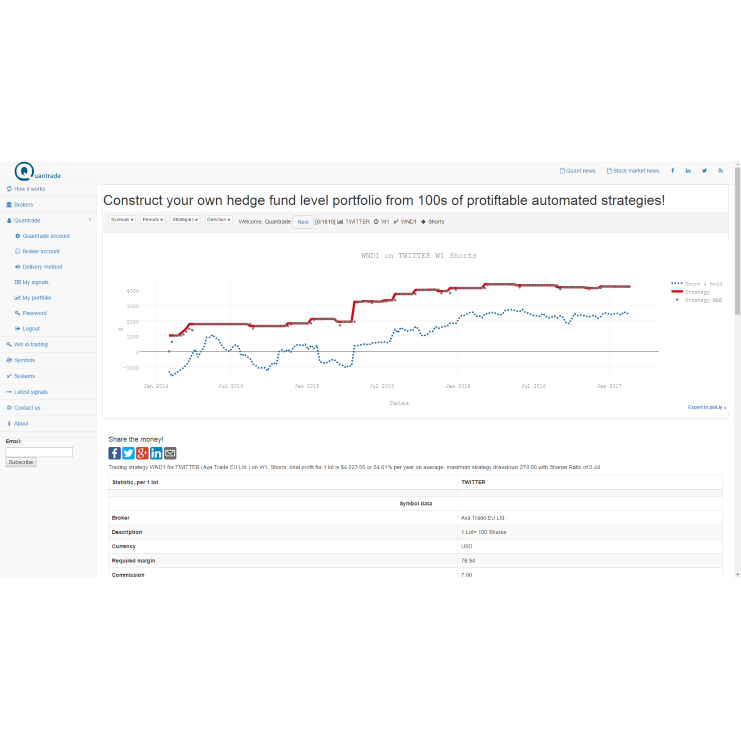 Quantrade
Quant news
Stock market news
How it works
Brokers
Quantrade
Quantrade account
Broker account
Delivery method
My signals
My portfolio
Password
Logout
Win in trading
Symbols
Systems
Latest signals
Contact us
About
Email:
Subscribe
Construct your own hedge fund level portfolio from 100s of protiftable automated strategies!
Symbols Periods Strategies Direction Welcome, Quantrade Next [0/1910] TWITTER W1 x² WND1 Shorts
WND1 on TWITTER W1 Shorts
Short & hold
Strategy
Strategy MAE
4000
3000
2000
1000
0
−1000
Jan 2014 Jul 2014 Jan 2015 Jul 2015 Jan 2016 Jul 2016 Jan 2017
Dates
Export to plot.ly »
Share the money!
Trading strategy WND1 for TWITTER (Ava Trade EU Ltd.) on W1, Shorts, total profit for 1 lot is $4,223.00 or 64.61% per year on average, maximum strategy drawdown 274.00 with Sharpe Ratio of 0.44
Statistic, per 1 lot TWITTER
Symbol data
Broker Ava Trade EU Ltd.
Description 1 Lot= 100 Shares
Currency USD
Required margin 78.94
Commission 7.00